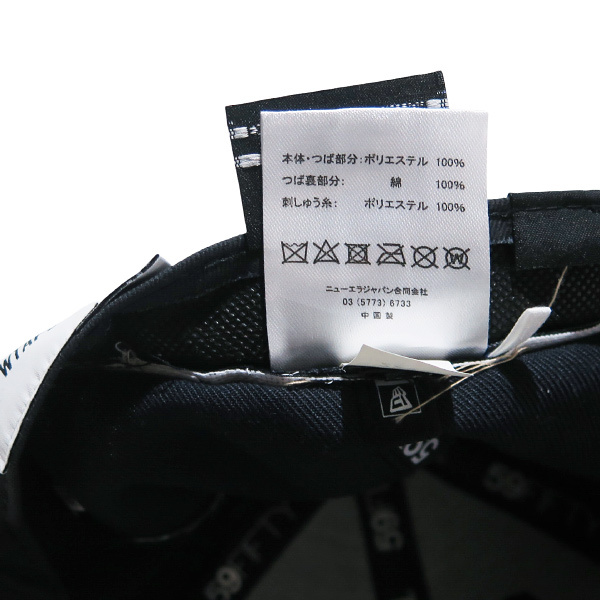 本体・つば部分:ポリエステル 100%
つば裏部分: 綿 100%
刺しゅう糸: ポリエステル 100%
ニューエラジャパン合同会社
03 (5773) 6733
中国製
59FIFTY
59
59FIFTY